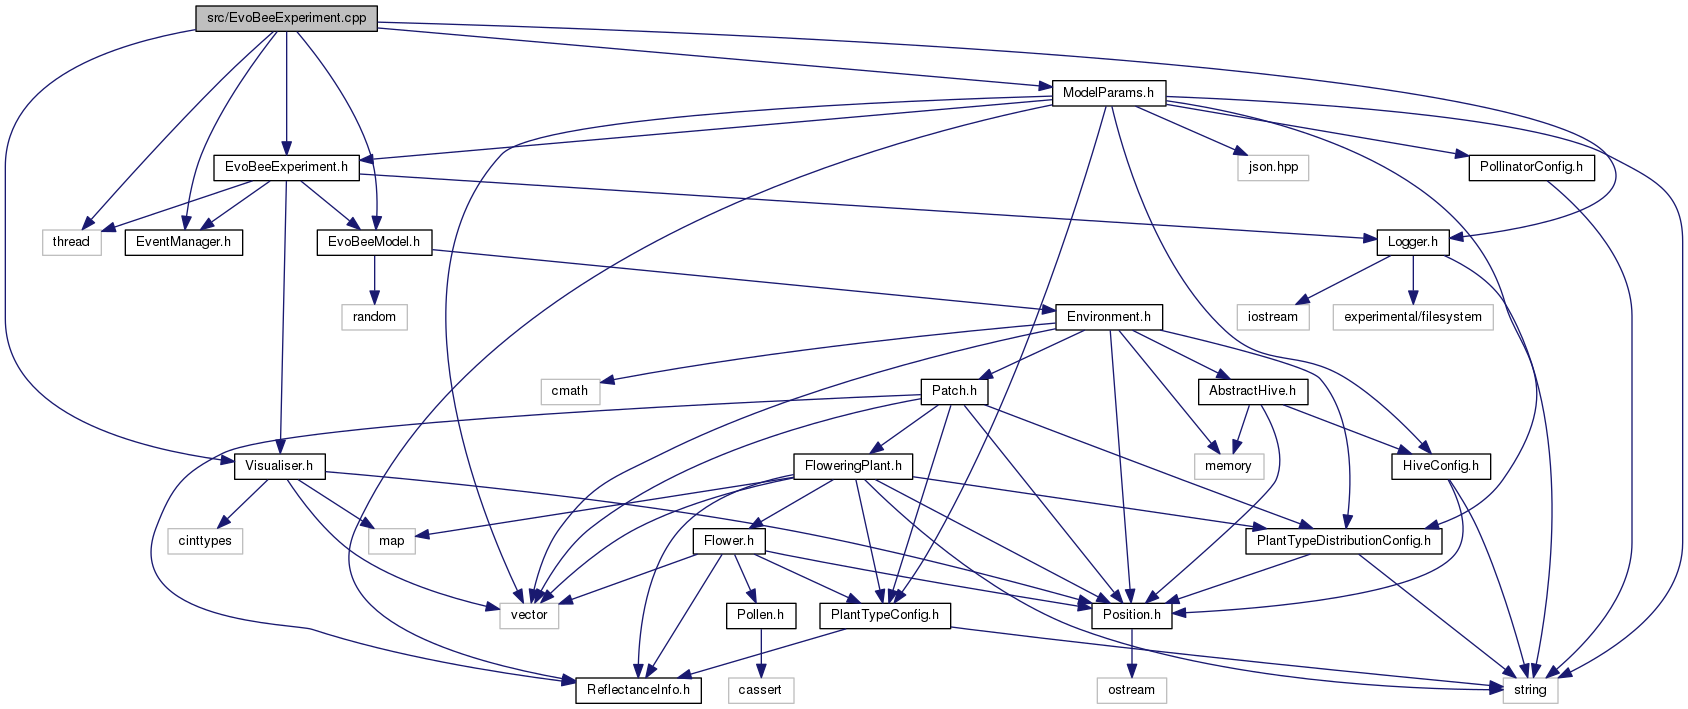 src/EvoBeeExperiment.cpp
ModelParams.h
EvoBeeExperiment.h
json.hpp
PollinatorConfig.h
thread
EventManager.h
EvoBeeModel.h
Logger.h
random
Environment.h
iostream
experimental/filesystem
cmath
Patch.h
AbstractHive.h
Visualiser.h
FloweringPlant.h
memory
HiveConfig.h
cinttypes
map
Flower.h
PlantTypeDistributionConfig.h
vector
Pollen.h
PlantTypeConfig.h
Position.h
ReflectanceInfo.h
cassert
ostream
string